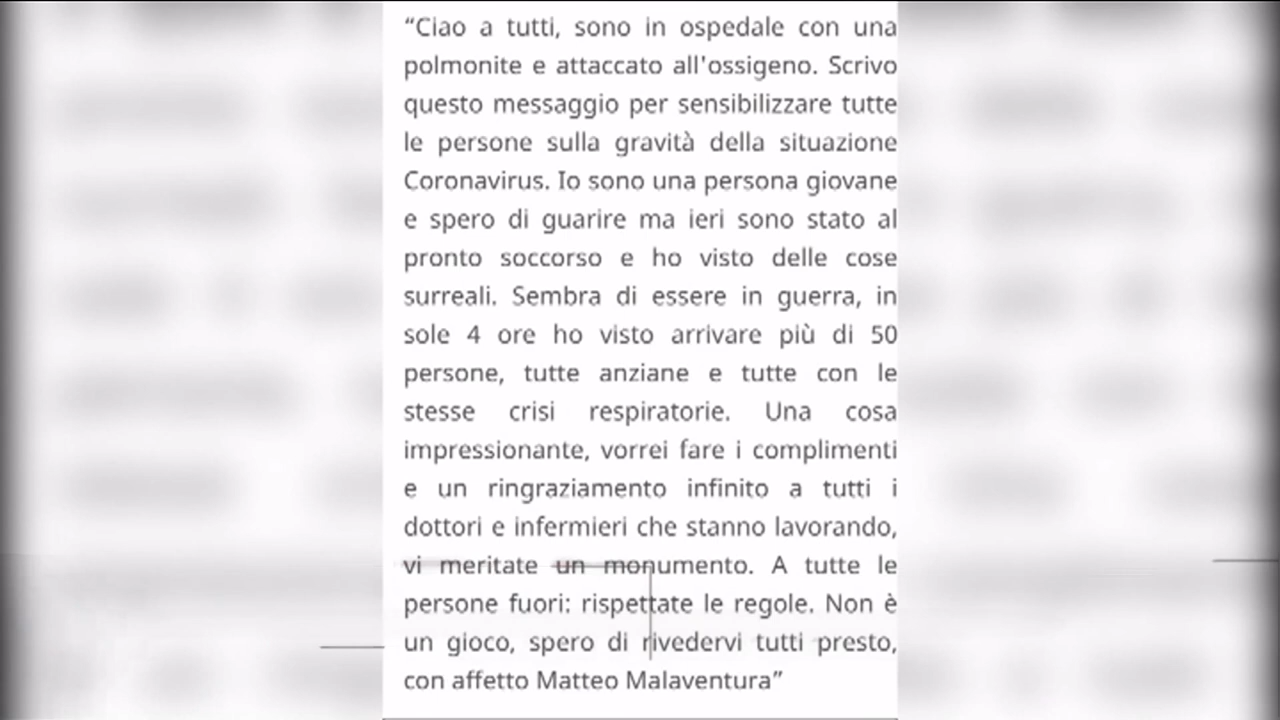 “Ciao a tutti, sono in ospedale con una
polmonite e attaccato all'ossigeno. Scrivo
questo messaggio per sensibilizzare tutte
le persone sulla gravità della situazione
Coronavirus. Io sono una persona giovane
e spero di guarire ma ieri sono stato al
pronto soccorso e ho visto delle cose
surreali. Sembra di essere in guerra, in
sole 4 ore ho visto arrivare più di 50
persone, tutte anziane e tutte con le
stesse crisi respiratorie. Una cosa
impressionante, vorrei fare i complimenti
e un ringraziamento infinito a tutti i
dottori e infermieri che stanno lavorando,
vi meritate un monumento. A tutte le
persone fuori: rispettate le regole. Non è
un gioco, spero di rivedervi tutti presto,
con affetto Matteo Malaventura”